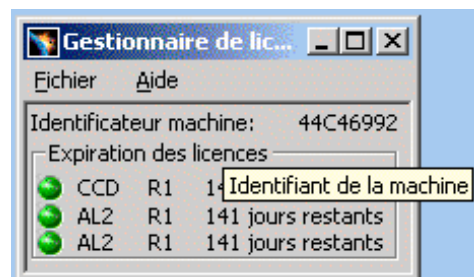 Gestionnaire de lic...
Fichier Aide
Identificateur machine: 44C46992
Expiration des licences
CCD R1 14
Identifiant de la machine
AL2 R1 141 jours restants
AL2 R1 141 jours restants